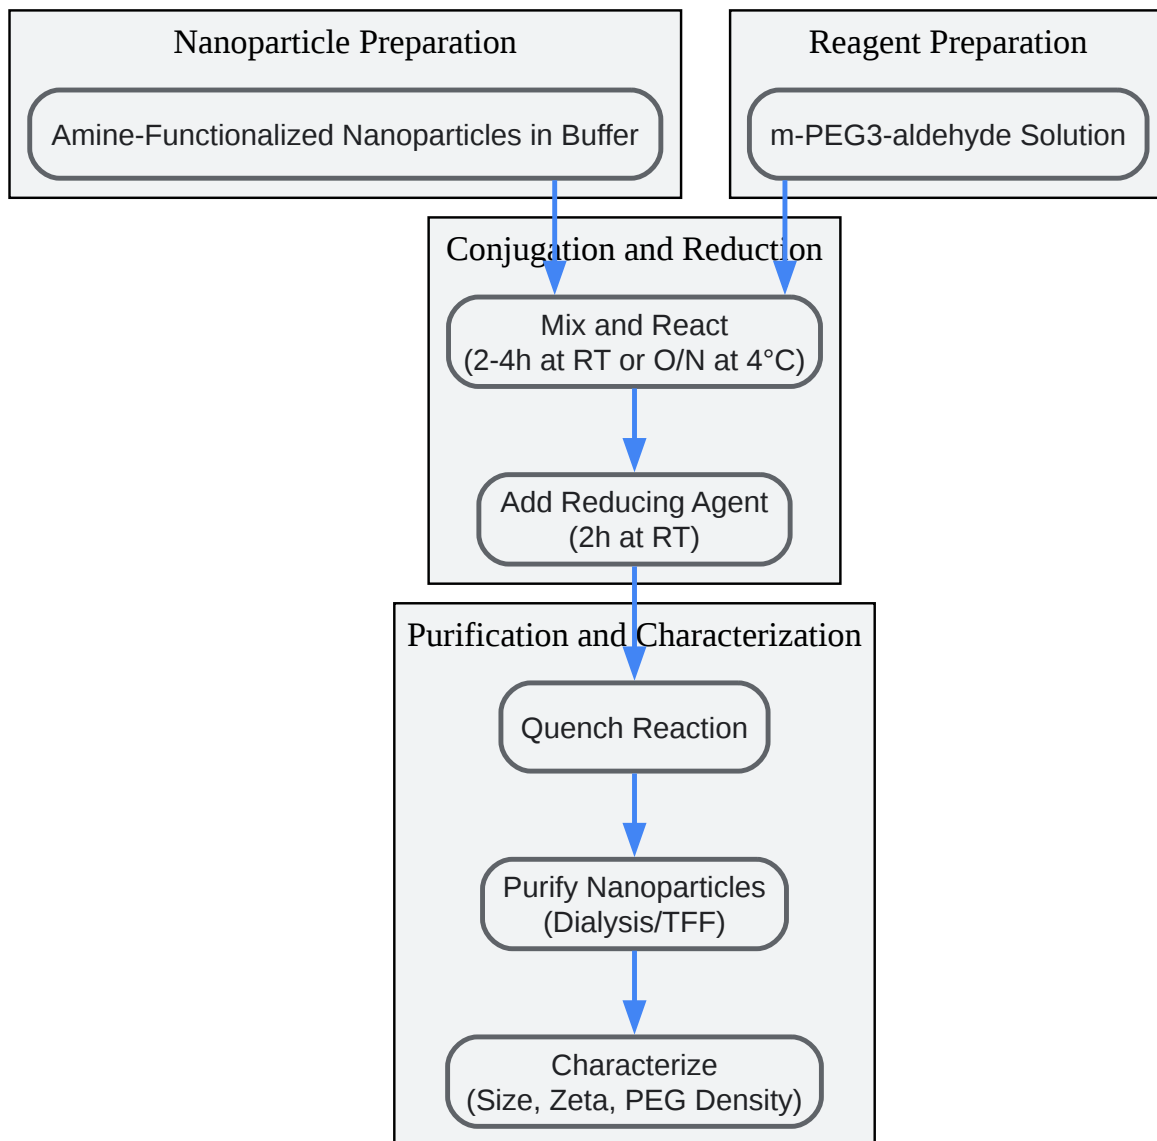 Nanoparticle Preparation
Amine-Functionalized Nanoparticles in Buffer
Reagent Preparation
m-PEG3-aldehyde Solution
Conjugation and Reduction
Mix and React
(2-4h at RT or O/N at 4°C)
Add Reducing Agent
(2h at RT)
Purification and Characterization
Quench Reaction
Purify Nanoparticles
(Dialysis/TFF)
Characterize
(Size, Zeta, PEG Density)